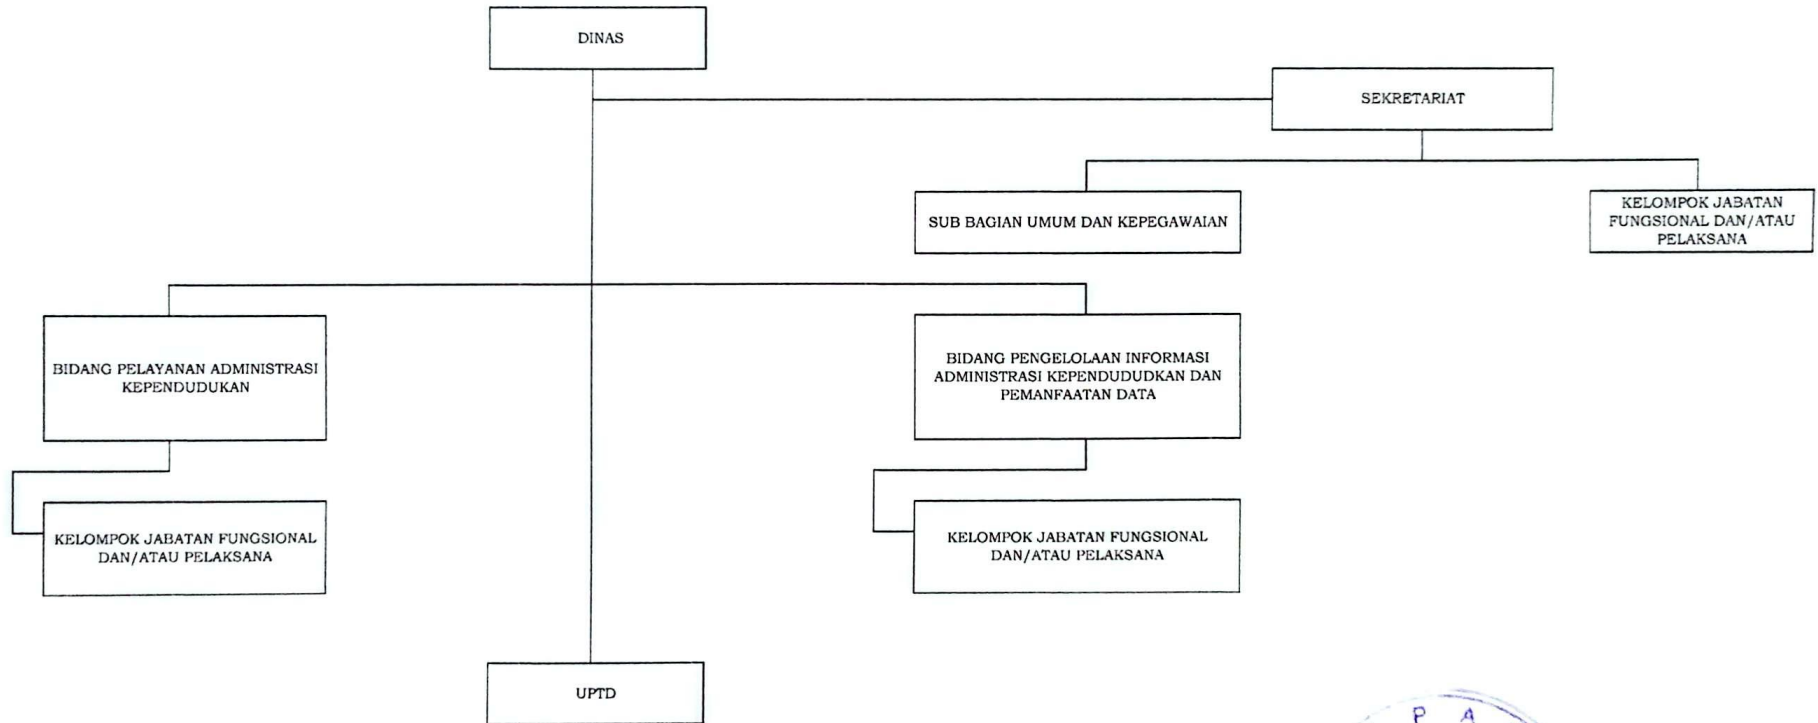 DINAS
SEKRETARIAT
SUB BAGIAN UMUM DAN KEPEGAWAIAN
KELOMPOK JABATAN
FUNGSIONAL DAN/ATAU
PELAKSANA
BIDANG PELAYANAN ADMINISTRASI
KEPENDUDUKAN
BIDANG PENGELOLAAN INFORMASI
ADMINISTRASI KEPENDUDUDKAN DAN
PEMANFAATAN DATA
KELOMPOK JABATAN FUNGSIONAL
DAN/ATAU PELAKSANA
KELOMPOK JABATAN FUNGSIONAL
DAN/ATAU PELAKSANA
UPTD
P A